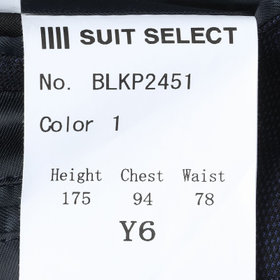 SUIT SELECT
No. BLKP2451
Color 1
Height Chest Waist
175 94 78
Y6